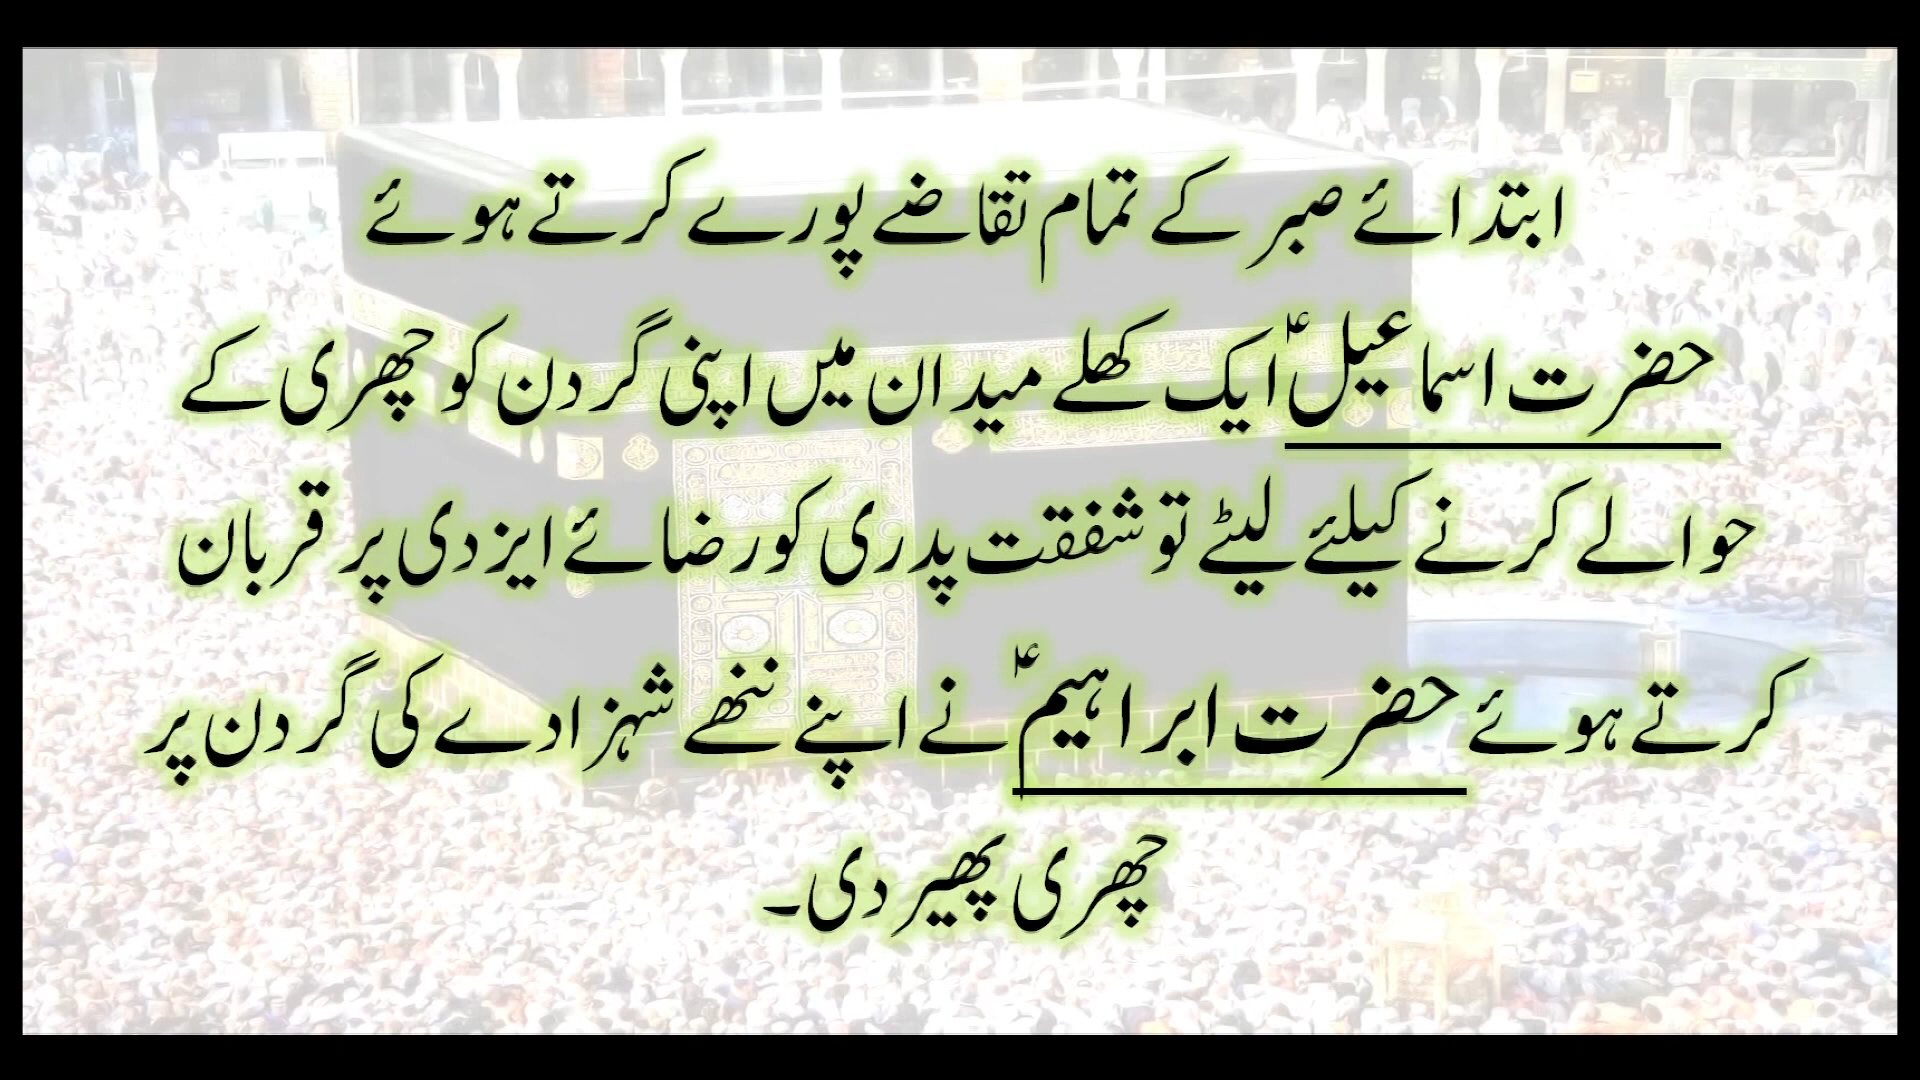 ابتدائے صبر کے تمام تقاضے پورے کرتے ہوئے
حضرت اسماعیلؑ ایک کھلے میدان میں اپنی گردن کو چھری کے
حوالے کرنے کیلئے لیٹے تو شفقت پدری کو رضائے ایزدی پر قربان
کرتے ہوئے حضرت ابراہیمؑ نے اپنے ننھے شہزادے کی گردن پر
چھری پھیر دی۔